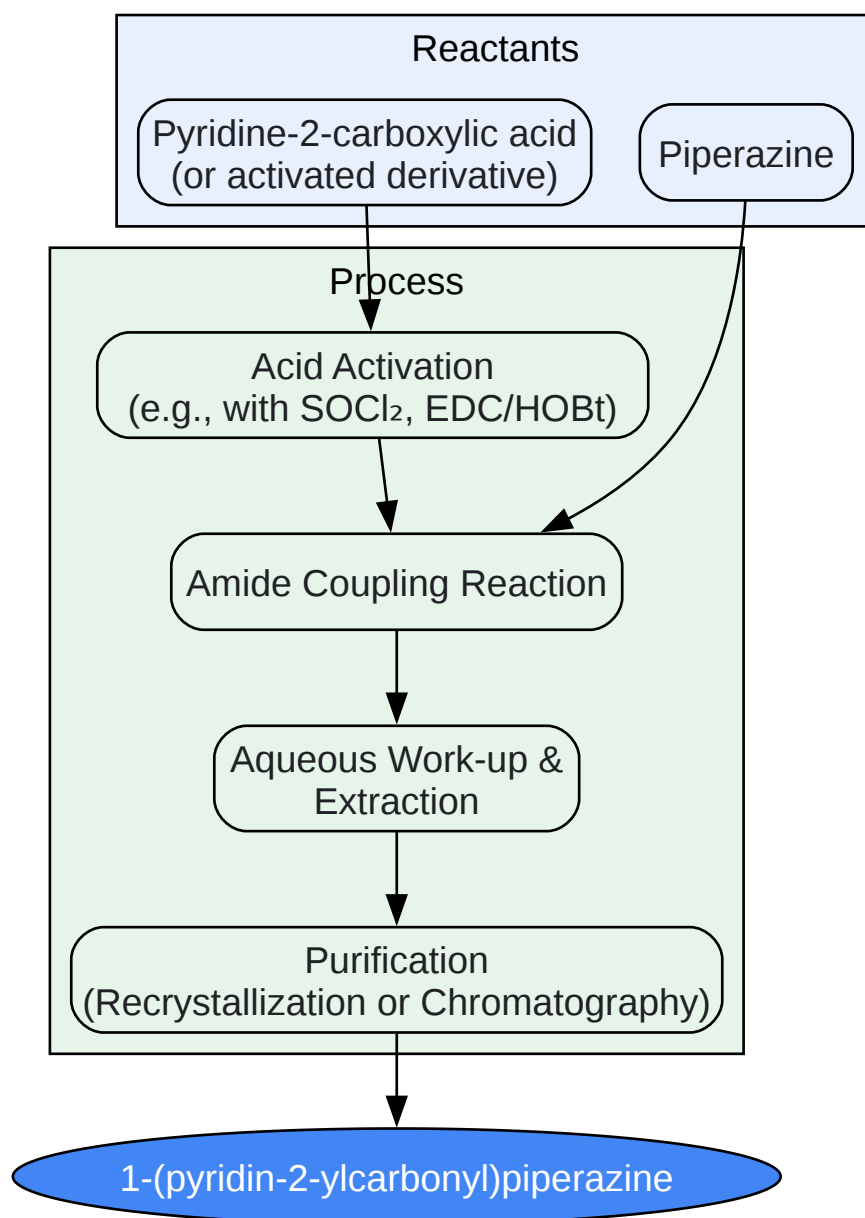 Reactants
Pyridine-2-carboxylic acid
(or activated derivative)
Piperazine
Process
Acid Activation
(e.g., with SOCl₂, EDC/HOBt)
Amide Coupling Reaction
Aqueous Work-up &
Extraction
Purification
(Recrystallization or Chromatography)
1-(pyridin-2-ylcarbonyl)piperazine